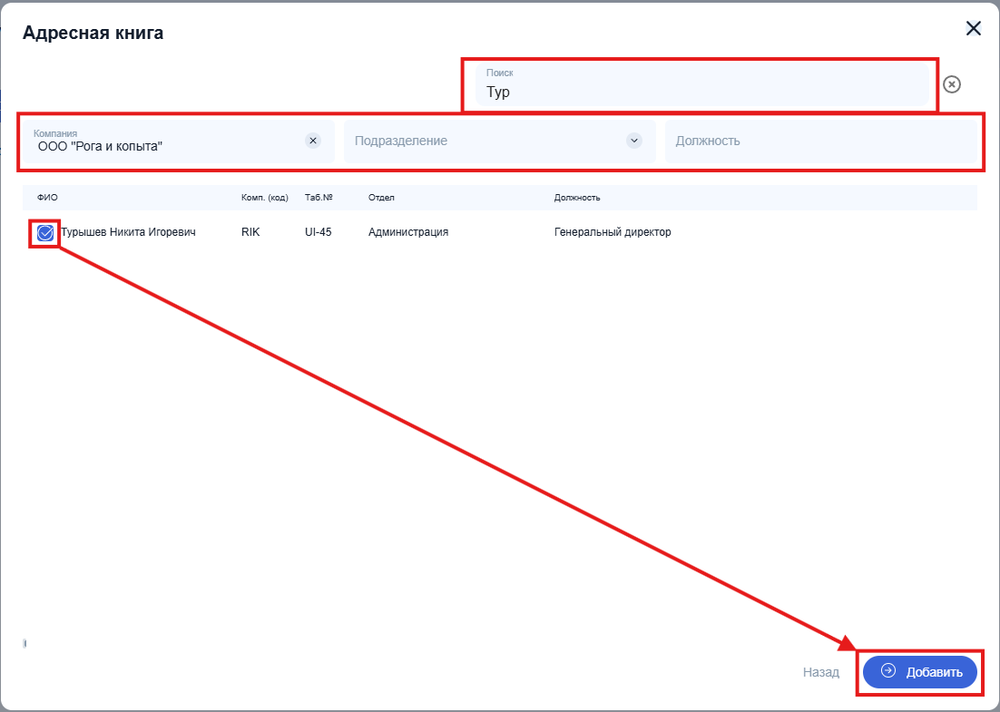 Адресная книга
Поиск
Тур
Компания
ООО "Рога и копыта"
Подразделение
Должность
ФИО Комп. (код) Таб.№ Отдел Должность
Турышев Никита Игоревич RIK UI-45 Администрация Генеральный директор
Назад
Добавить